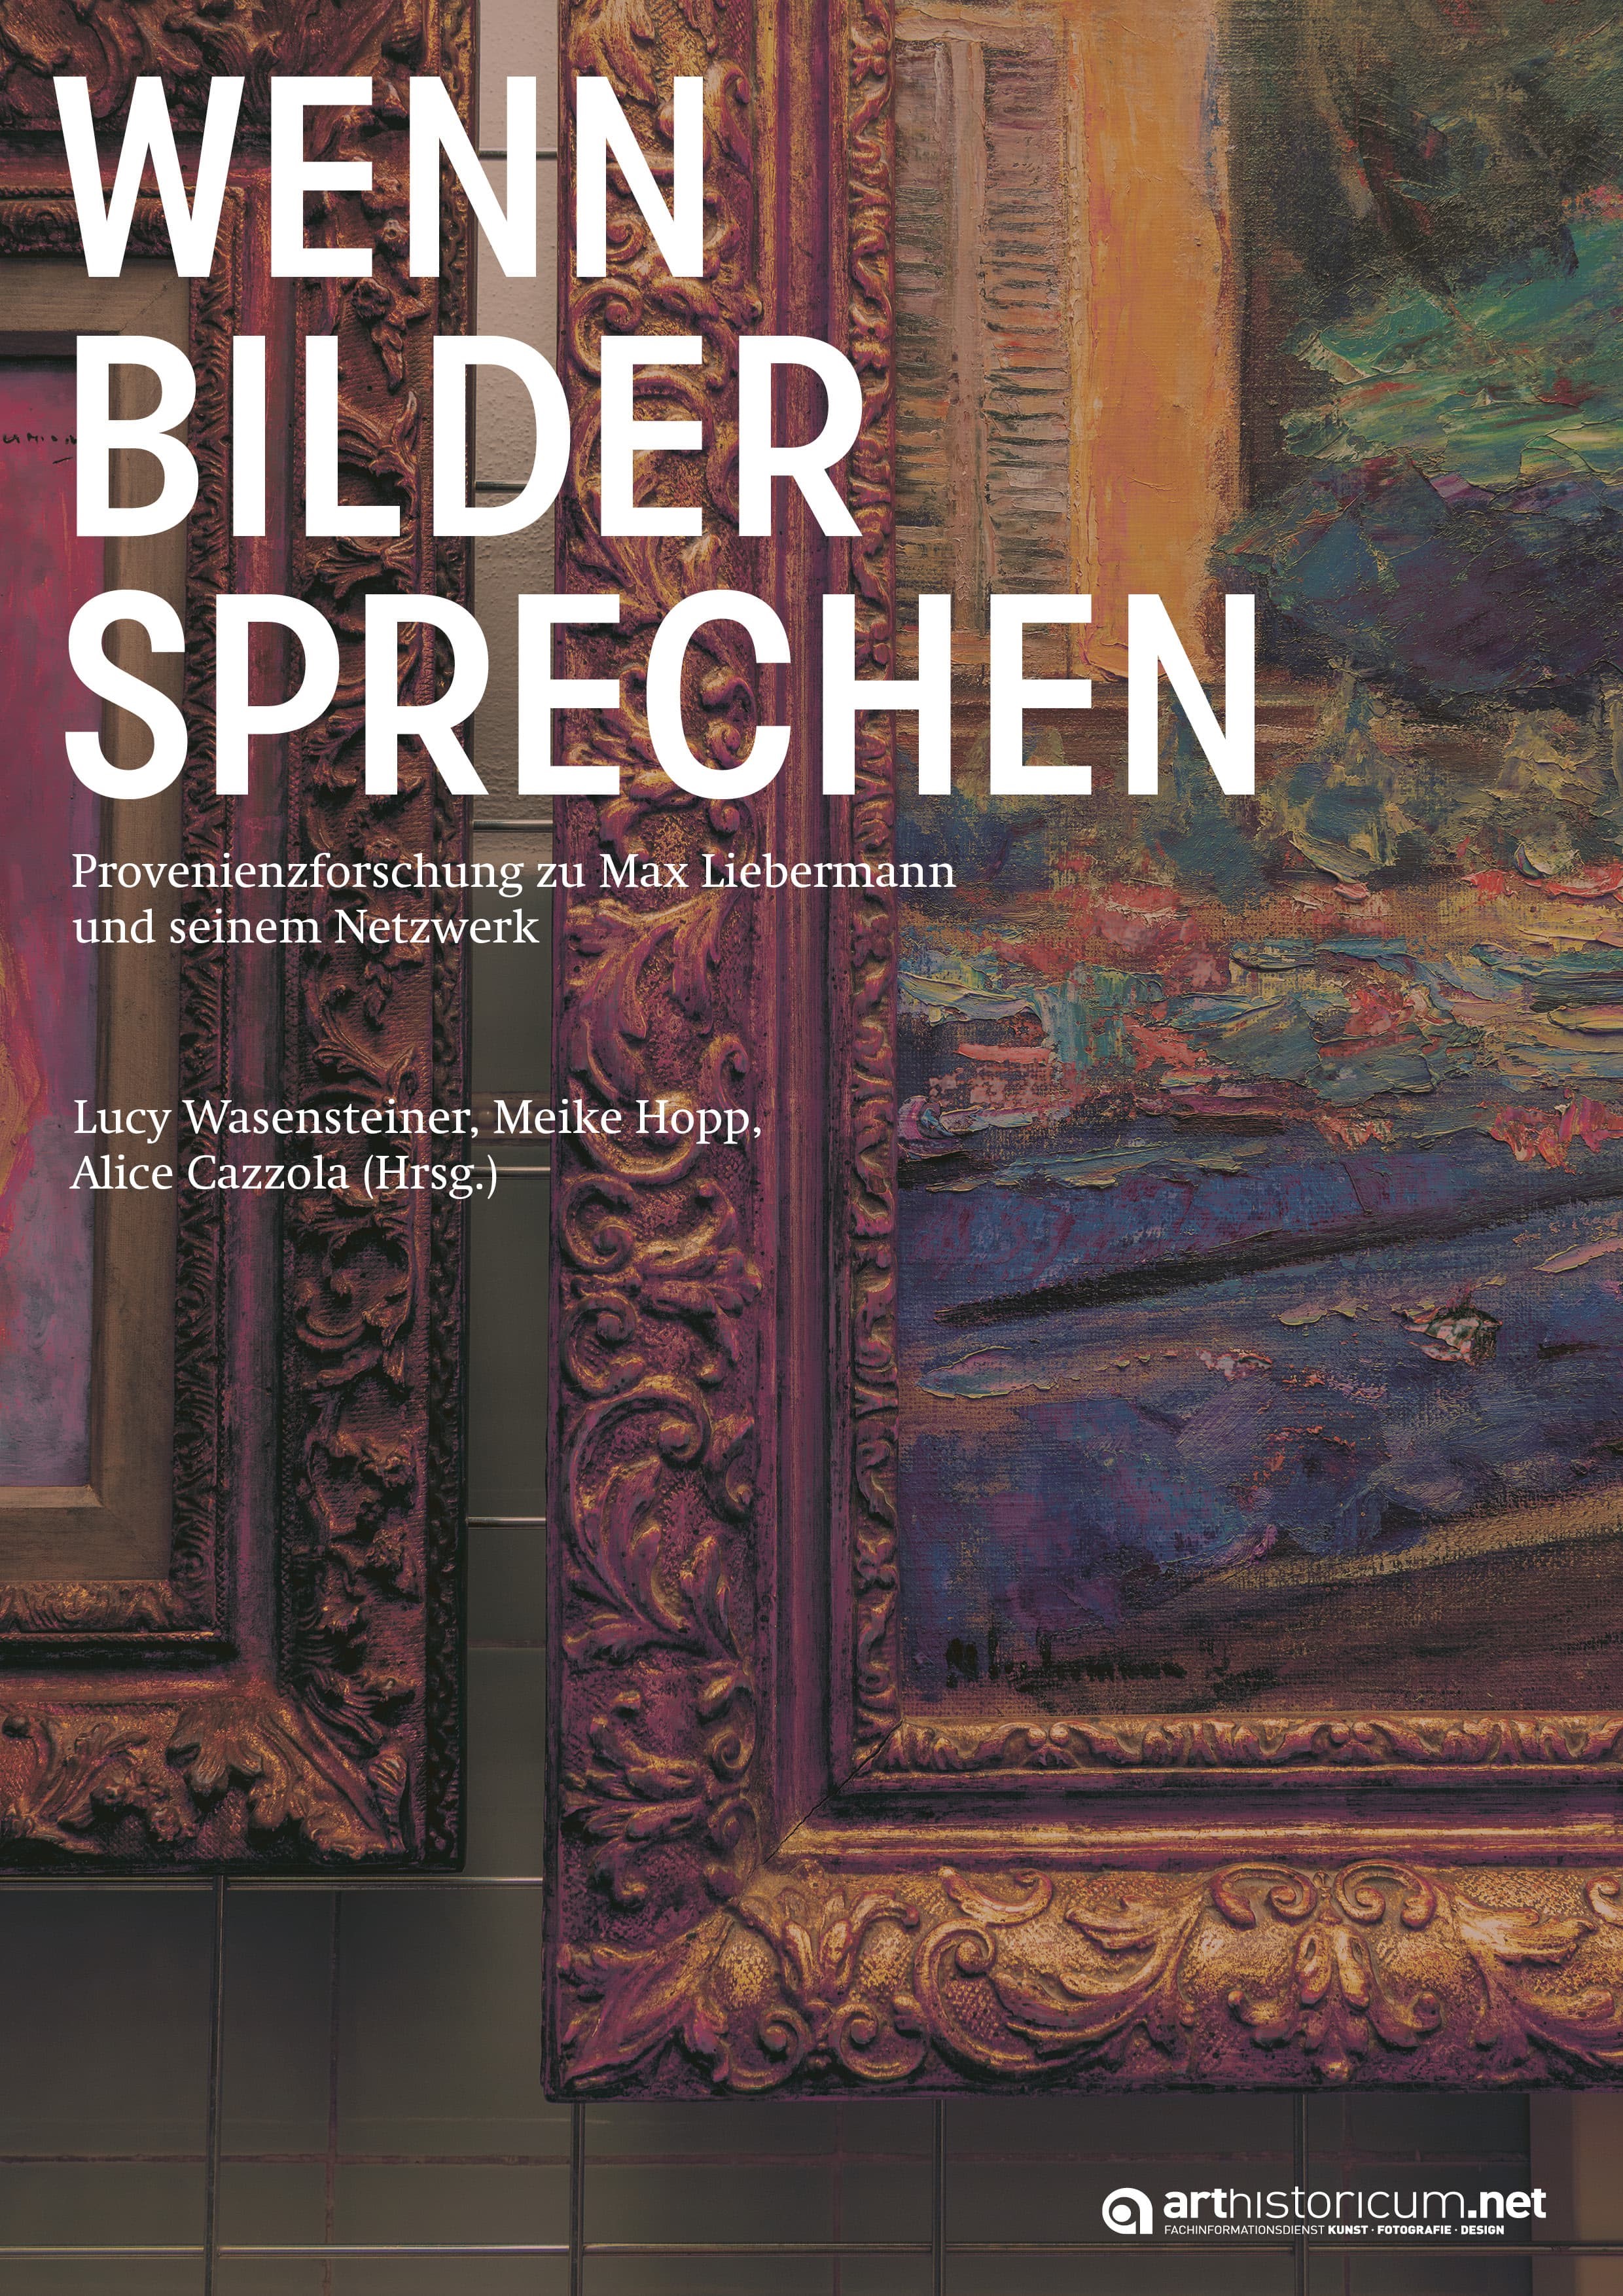 WENN
BILDER
SPRECHEN
Provenienzforschung zu Max Liebermann
und seinem Netzwerk
Lucy Wasensteiner, Meike Hopp,
Alice Cazzola (Hrsg.)
arthistoricum.net
FACHINFORMATIONSDIENST KUNST · FOTOGRAFIE · DESIGN